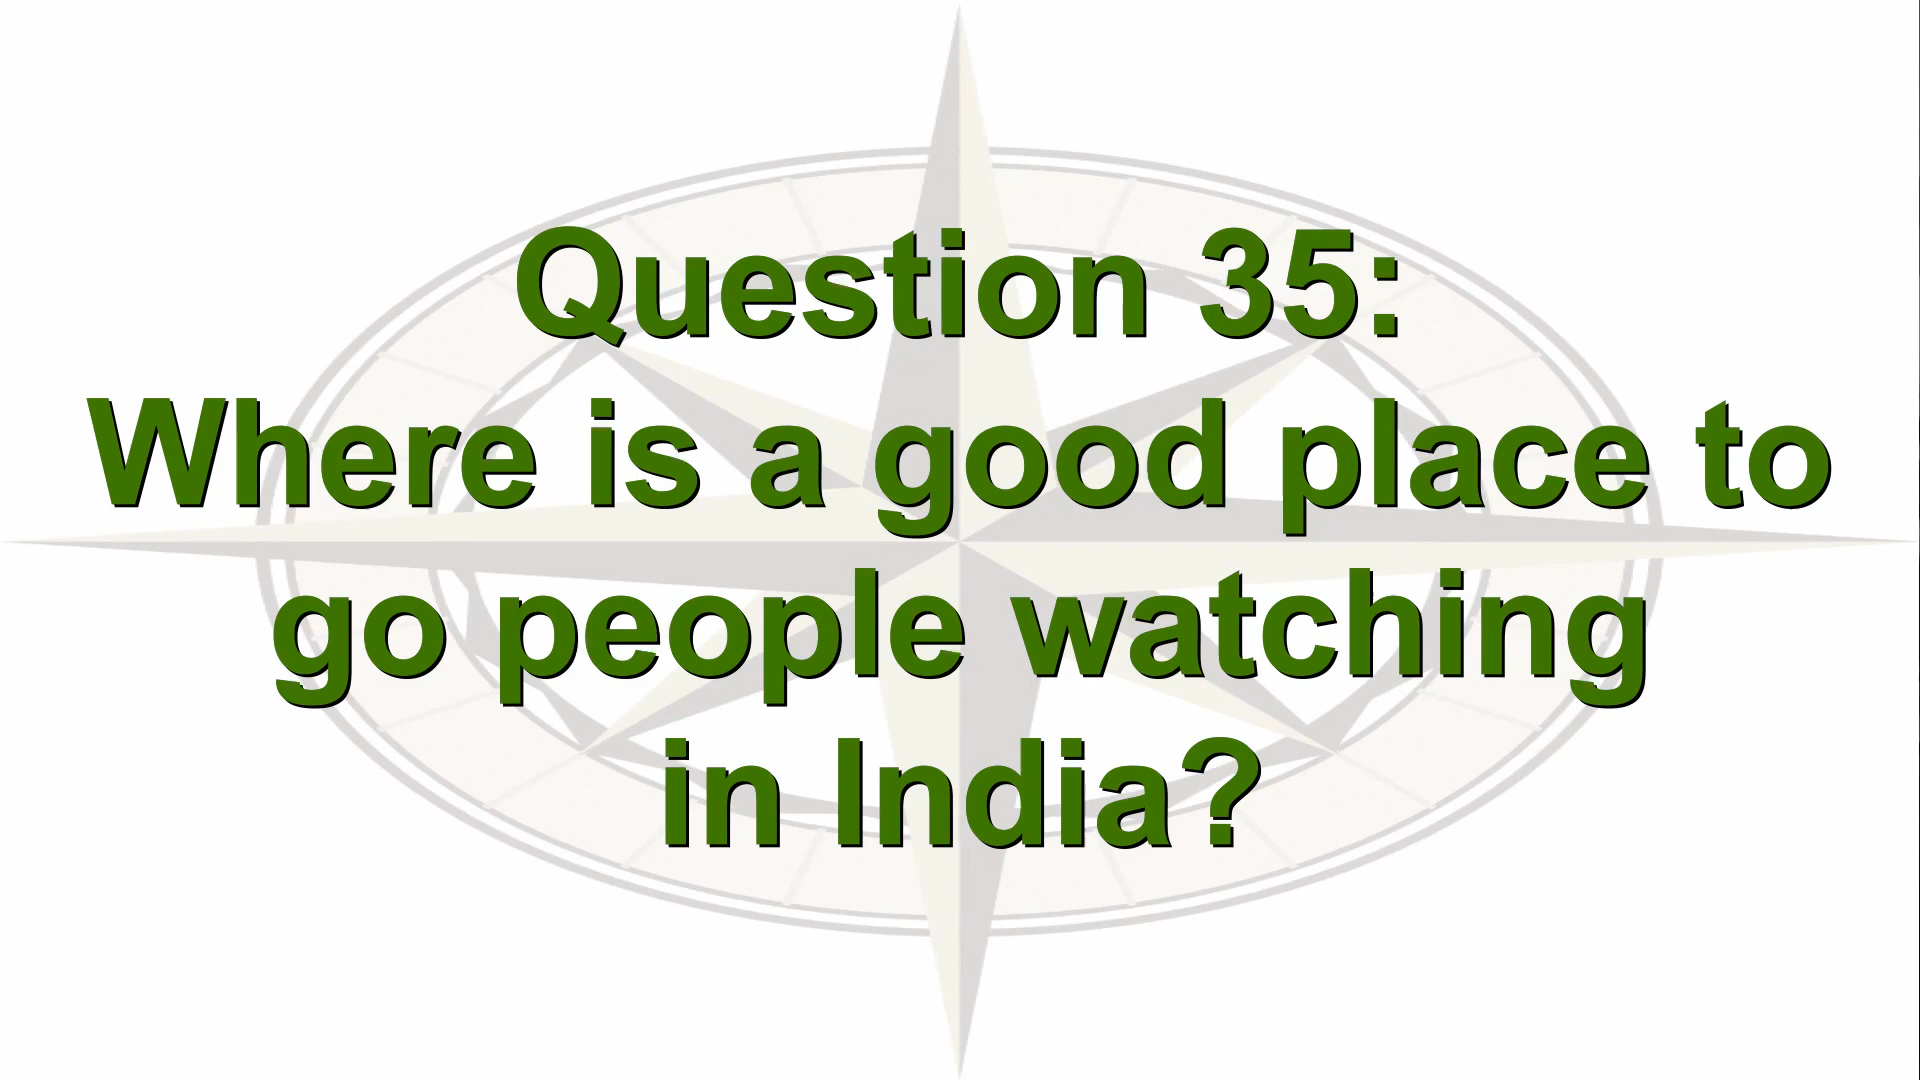 Question 35:
Where is a good place to
go people watching
in India?